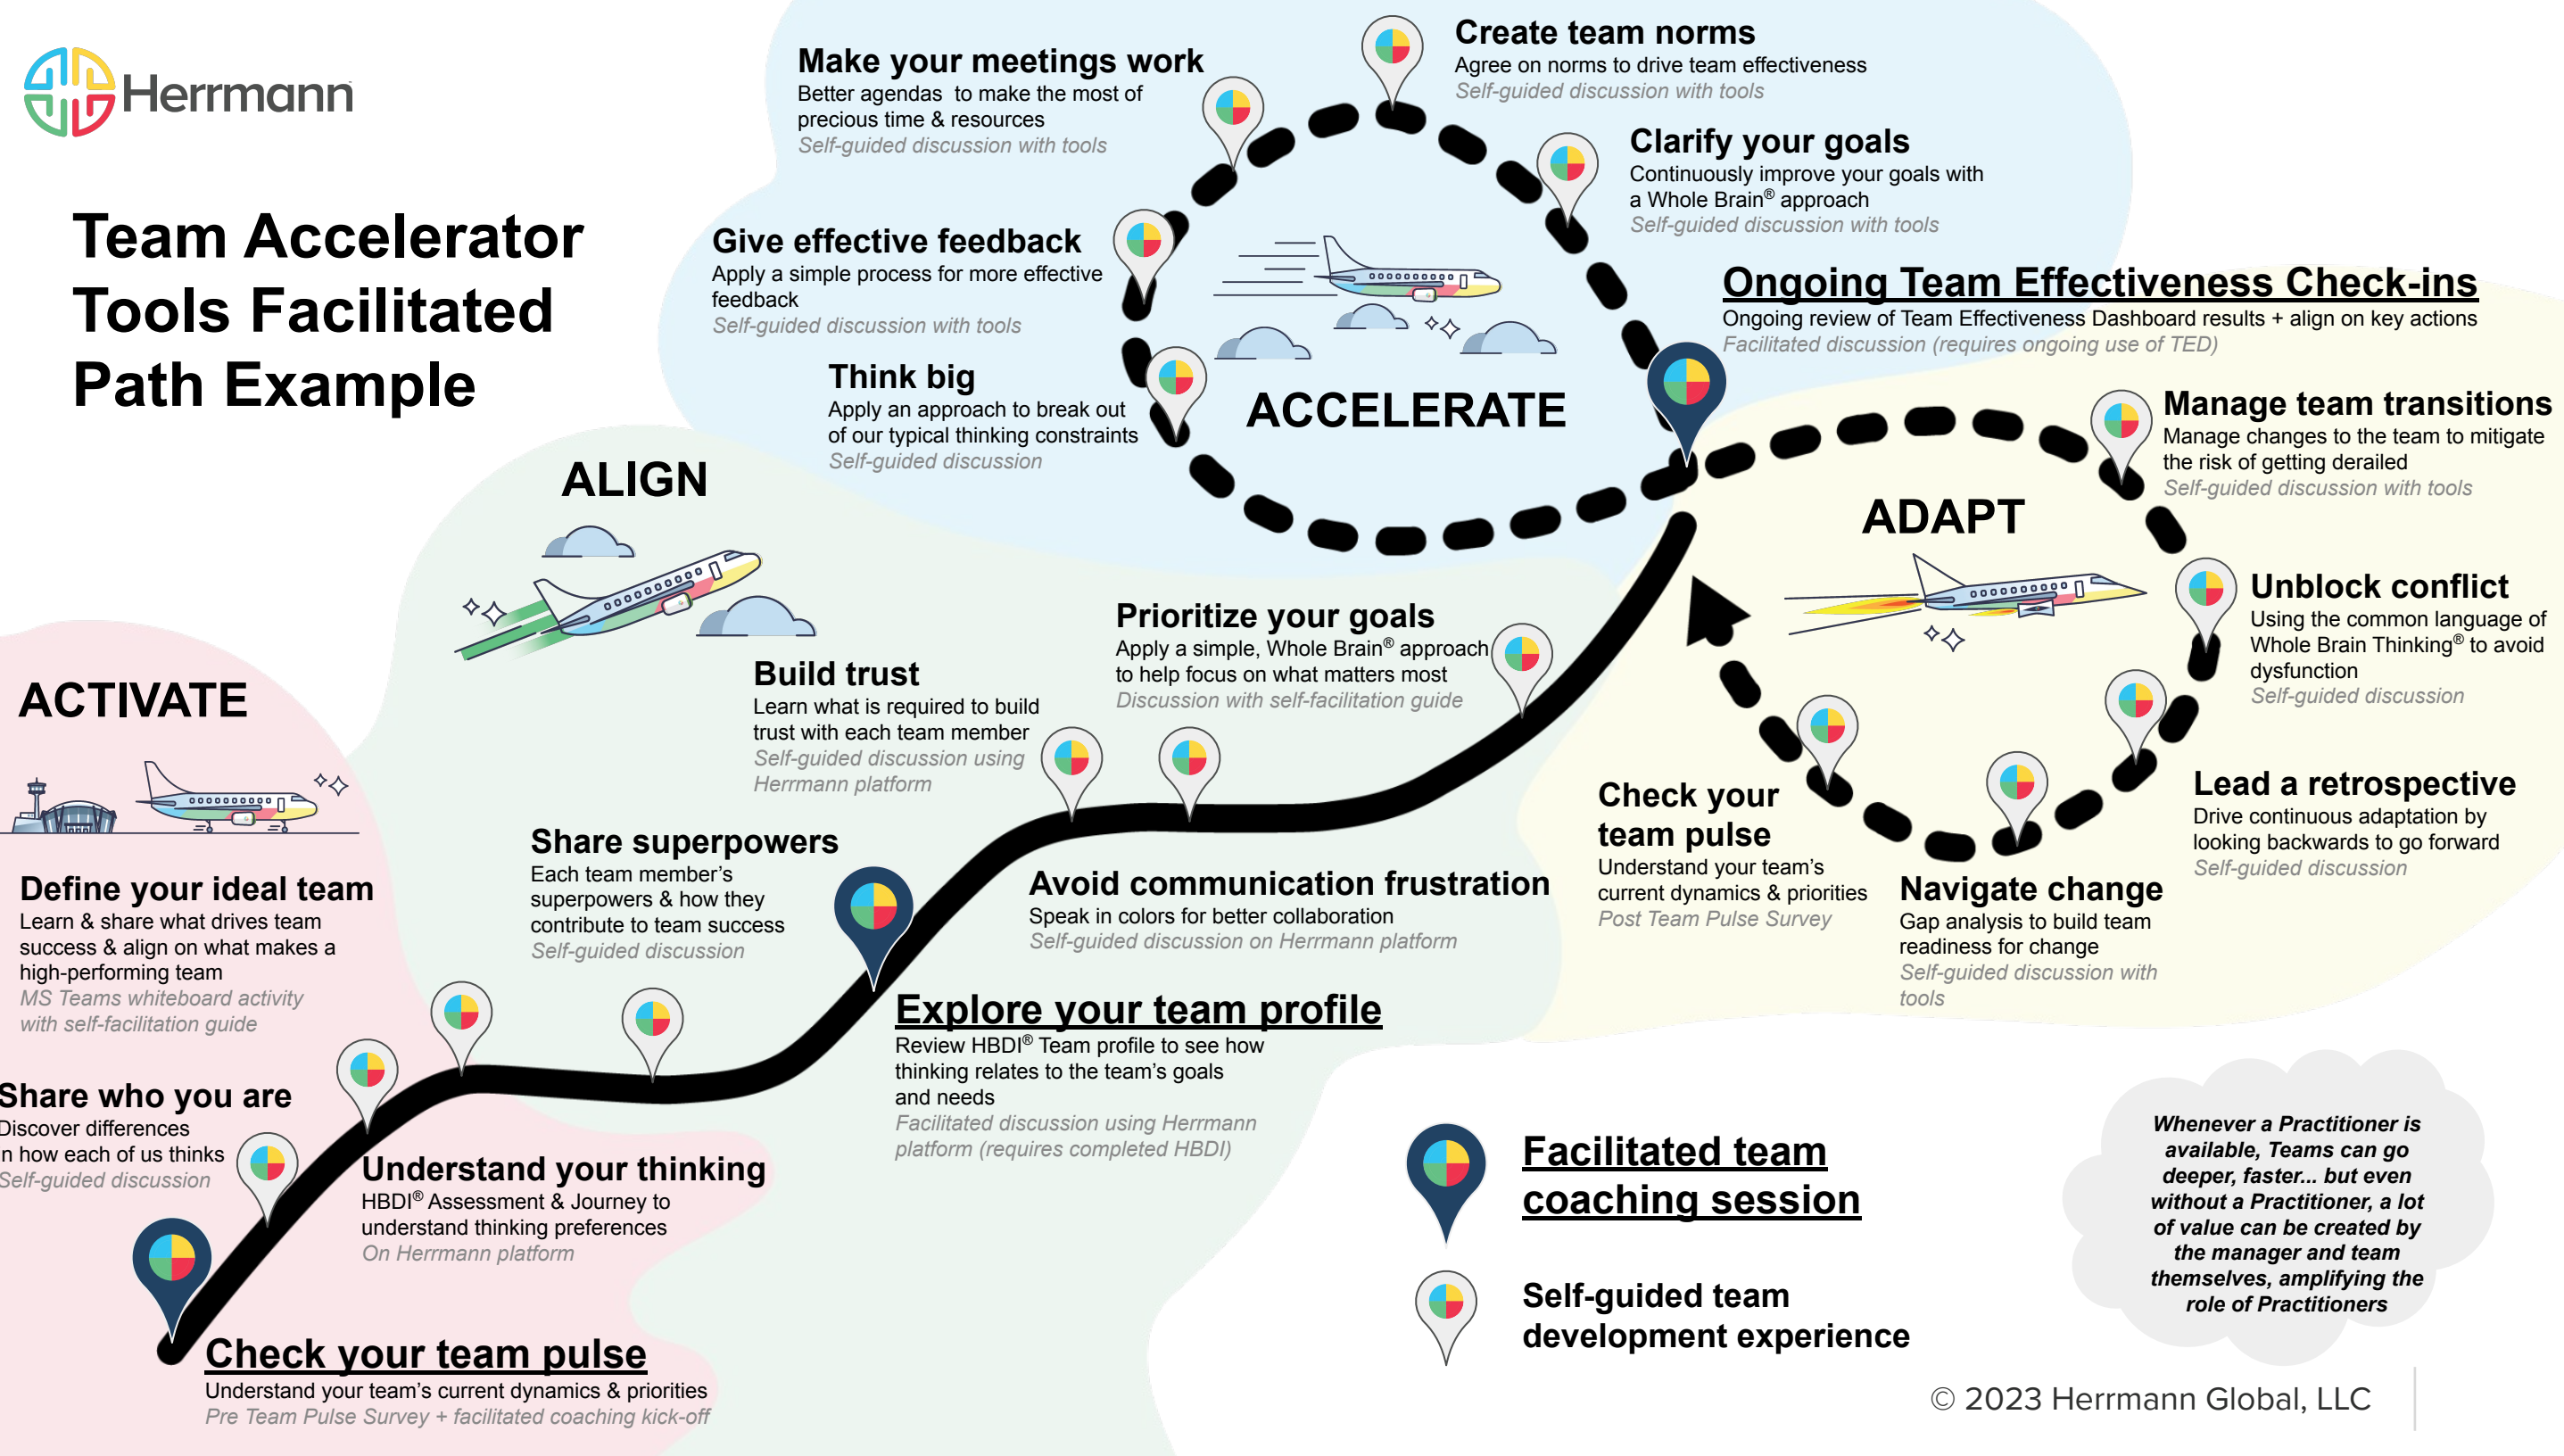 Herrmann
Team Accelerator
Tools Facilitated
Path Example
Make your meetings work
Better agendas to make the most of
precious time & resources
Self-guided discussion with tools
Create team norms
Agree on norms to drive team effectiveness
Self-guided discussion with tools
Clarify your goals
Continuously improve your goals with
a Whole Brain® approach
Self-guided discussion with tools
Give effective feedback
Apply a simple process for more effective
feedback
Self-guided discussion with tools
Think big
Apply an approach to break out
of our typical thinking constraints
Self-guided discussion
ACCELERATE
Ongoing Team Effectiveness Check-ins
Ongoing review of Team Effectiveness Dashboard results + align on key actions
Facilitated discussion (requires ongoing use of TED)
Manage team transitions
Manage changes to the team to mitigate
the risk of getting derailed
Self-guided discussion with tools
ADAPT
Unblock conflict
Using the common language of
Whole Brain Thinking® to avoid
dysfunction
Self-guided discussion
Lead a retrospective
Drive continuous adaptation by
looking backwards to go forward
Self-guided discussion
Navigate change
Gap analysis to build team
readiness for change
Self-guided discussion with
tools
Check your
team pulse
Understand your team's
current dynamics & priorities
Post Team Pulse Survey
ALIGN
Prioritize your goals
Apply a simple, Whole Brain® approach
to help focus on what matters most
Discussion with self-facilitation guide
Build trust
Learn what is required to build
trust with each team member
Self-guided discussion using
Herrmann platform
Share superpowers
Each team member's
superpowers & how they
contribute to team success
Self-guided discussion
Avoid communication frustration
Speak in colors for better collaboration
Self-guided discussion on Herrmann platform
Explore your team profile
Review HBDI® Team profile to see how
thinking relates to the team's goals
and needs
Facilitated discussion using Herrmann
platform (requires completed HBDI)
ACTIVATE
Define your ideal team
Learn & share what drives team
success & align on what makes a
high-performing team
MS Teams whiteboard activity
with self-facilitation guide
Share who you are
Discover differences
in how each of us thinks
Self-guided discussion
Understand your thinking
HBDI® Assessment & Journey to
understand thinking preferences
On Herrmann platform
Check your team pulse
Understand your team's current dynamics & priorities
Pre Team Pulse Survey + facilitated coaching kick-off
Facilitated team
coaching session
Self-guided team
development experience
Whenever a Practitioner is
available, Teams can go
deeper, faster... but even
without a Practitioner, a lot
of value can be created by
the manager and team
themselves, amplifying the
role of Practitioners
© 2023 Herrmann Global, LLC